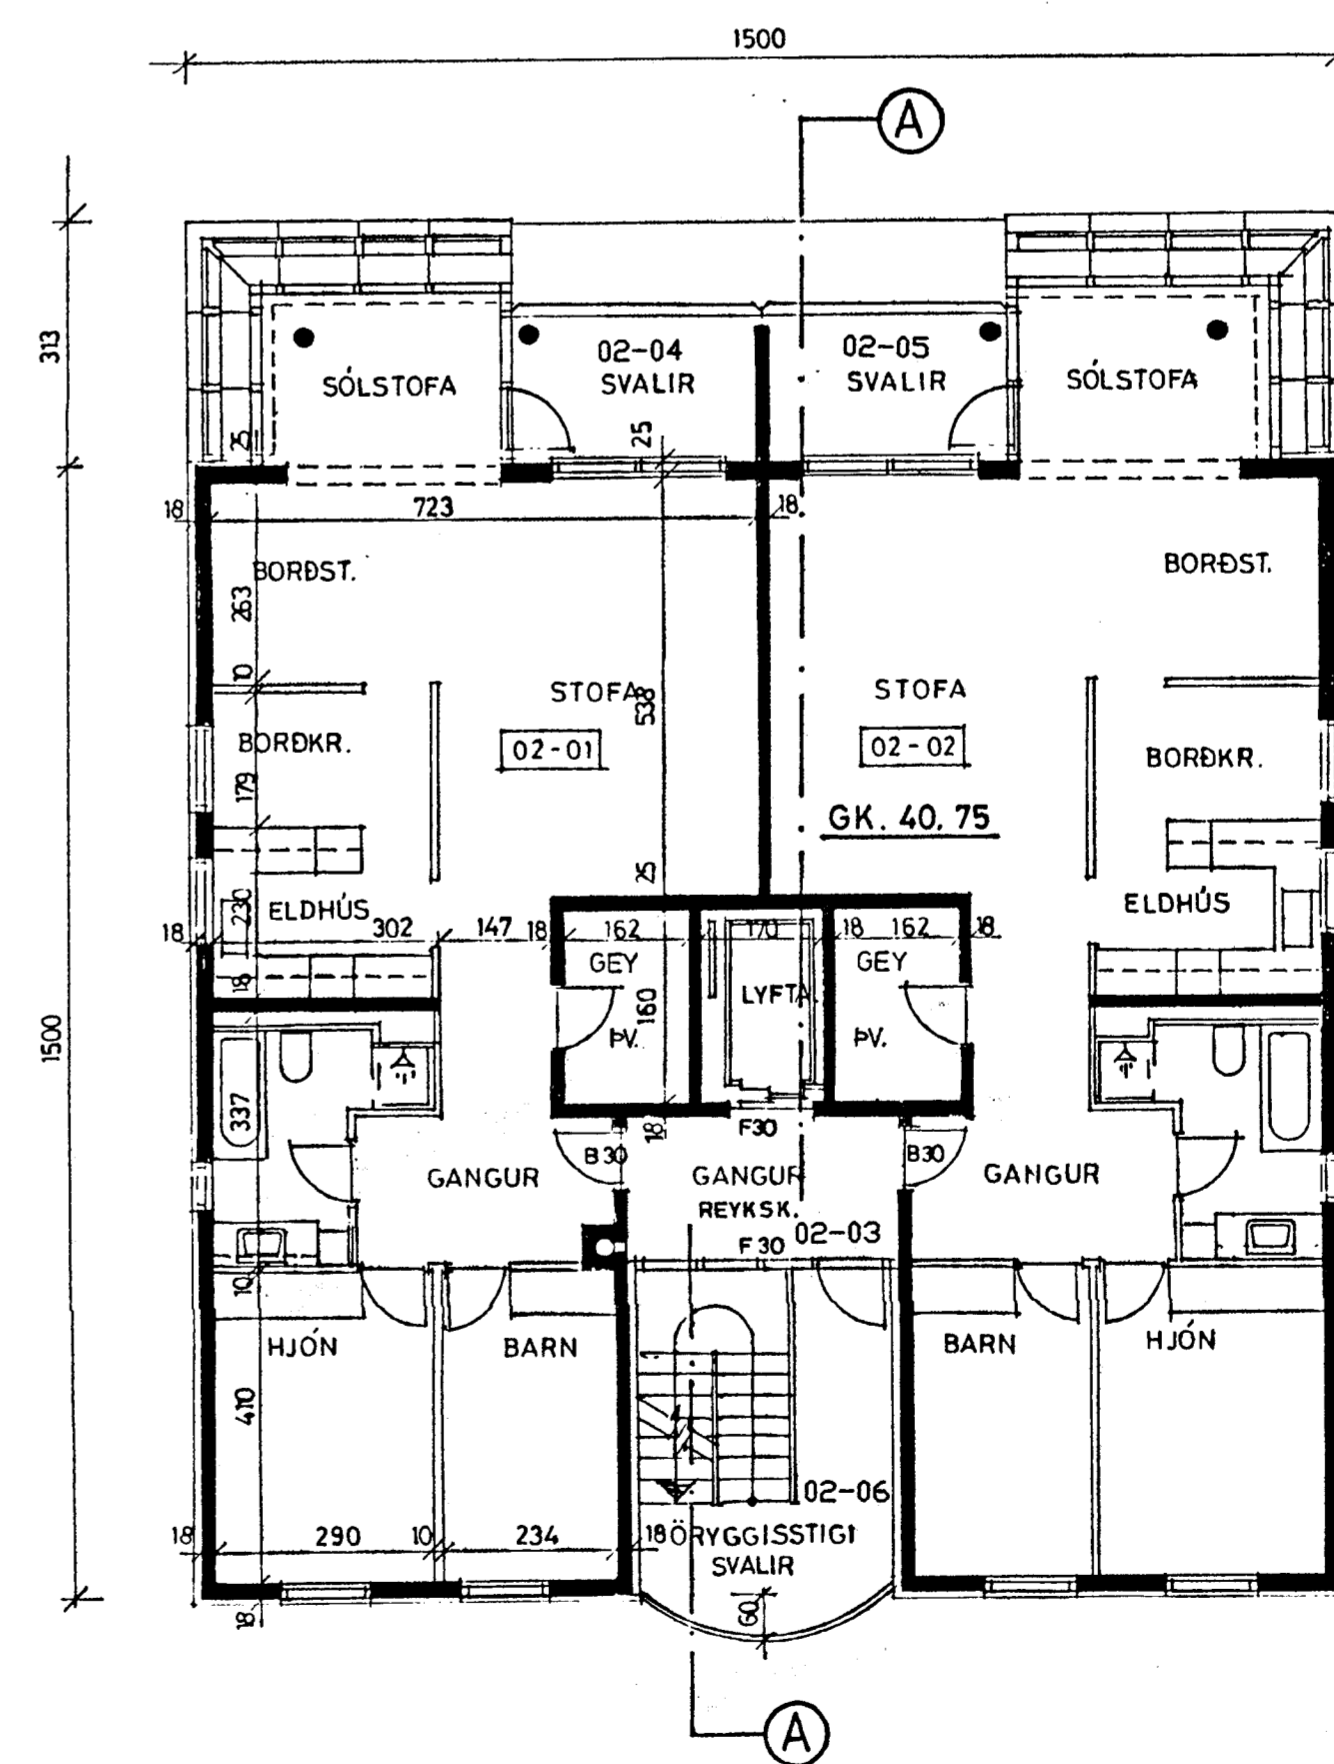 1500
A
313
02-04
SVALIR
02-05
SVALIR
SÓLSTOFA
SÓLSTOFA
25
25
18
723
18
BORÐST.
BORÐST.
263
10
STOFA
STOFA
538
BORÐKR.
02-01
02-02
BORÐKR.
179
GK. 40,75
25
230
ELDHÚS
ELDHÚS
18
302
147
18
162
170
18
162
18
GEY
GEY
18
LYFTA
160
ÞV.
ÞV.
1500
337
18
F30
B30
B30
GANGUR
GANGUR
GANGUR
REYKSK.
02-03
F30
10
HJÓN
BARN
BARN
HJÓN
410
02-06
18
290
10
234
18
ÖRYGGISSTIGI
SVALIR
18
60
A